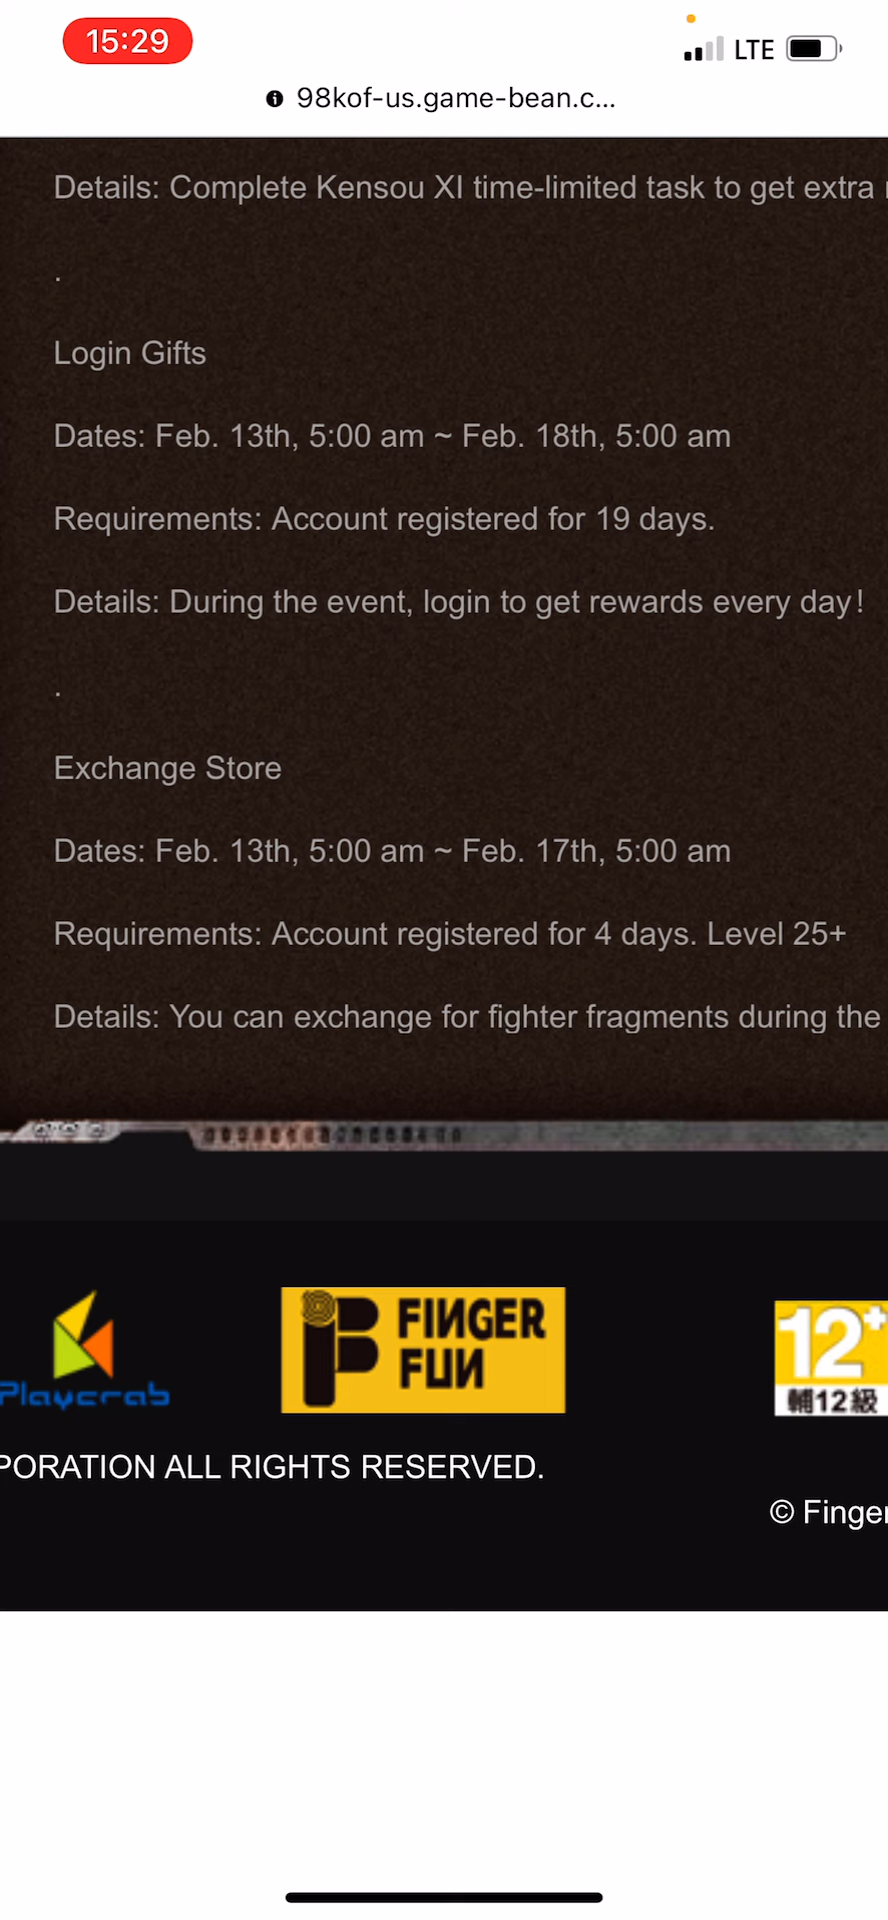 15:29
LTE
98kof-us.game-bean.c...
Details: Complete Kensou XI time-limited task to get extra
.
Login Gifts
Dates: Feb. 13th, 5:00 am ~ Feb. 18th, 5:00 am
Requirements: Account registered for 19 days.
Details: During the event, login to get rewards every day!
.
Exchange Store
Dates: Feb. 13th, 5:00 am ~ Feb. 17th, 5:00 am
Requirements: Account registered for 4 days. Level 25+
Details: You can exchange for fighter fragments during the
Playcrab
FINGER
FUN
12+
輔12級
PORATION ALL RIGHTS RESERVED.
© Finger